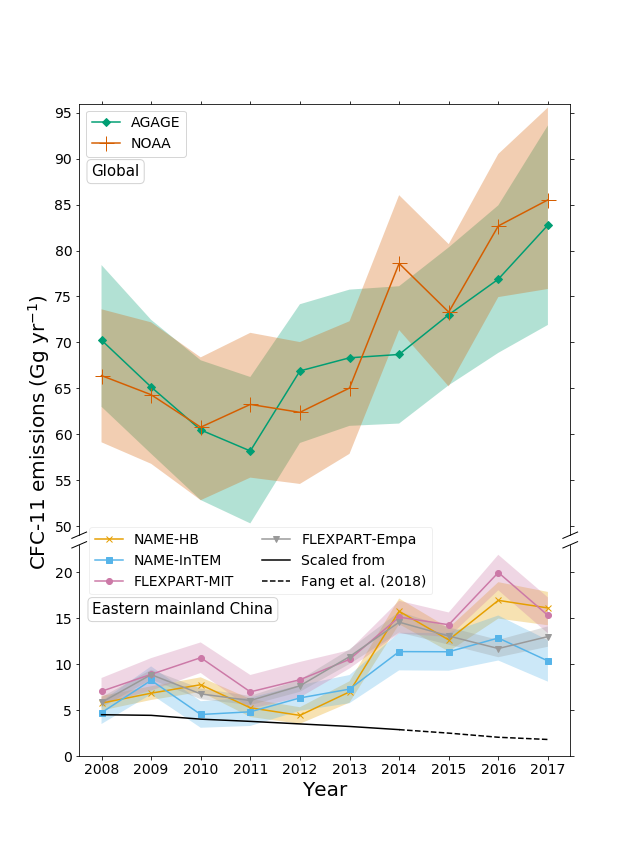 AGAGE
NOAA
Global
95
90
85
80
75
70
65
60
55
50
CFC-11 emissions (Gg yr⁻¹)
NAME-HB
NAME-InTEM
FLEXPART-MIT
FLEXPART-Empa
Scaled from
Fang et al. (2018)
Eastern mainland China
20
15
10
5
0
2008 2009 2010 2011 2012 2013 2014 2015 2016 2017
Year